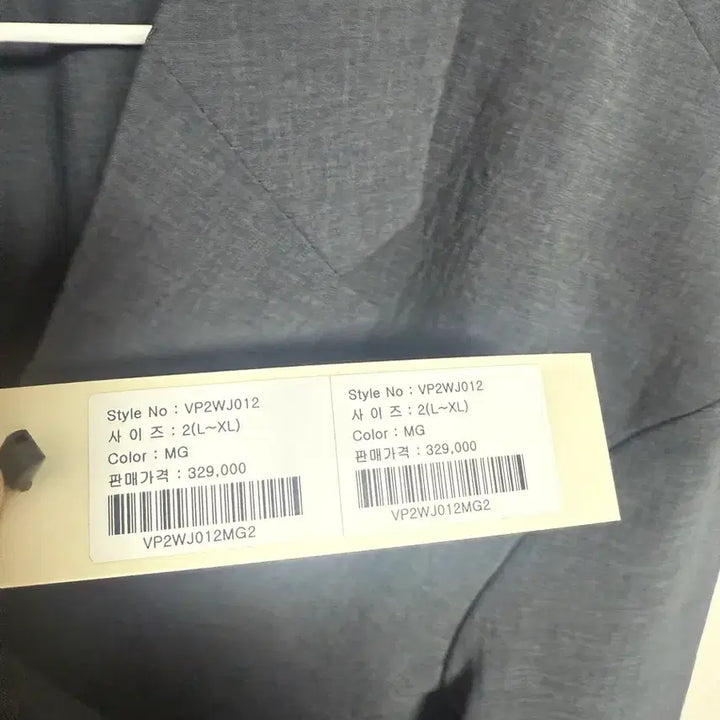 Style No : VP2WJ012
사 이 즈 : 2(L~XL)
Color : MG
판매가격 : 329,000
VP2WJ012MG2
Style No : VP2WJ012
사 이 즈 : 2(L~XL)
Color : MG
판매가격 : 329,000
VP2WJ012MG2